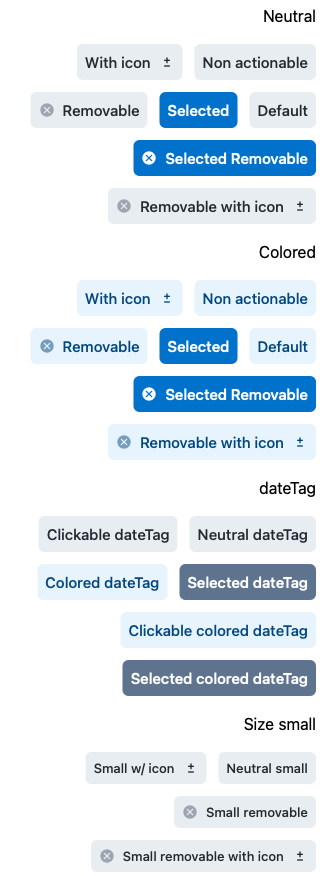 Neutral
With icon Non actionable
Removable Selected Default
Selected Removable
Removable with icon
Colored
With icon Non actionable
Removable Selected Default
Selected Removable
Removable with icon
dateTag
Clickable dateTag Neutral dateTag
Colored dateTag Selected dateTag
Clickable colored dateTag
Selected colored dateTag
Size small
Small w/ icon Neutral small
Small removable
Small removable with icon